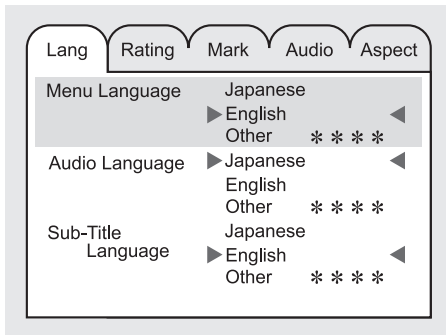 Lang Rating Mark Audio Aspect
Menu Language Japanese
English
Other ****
Audio Language Japanese
English
Other ****
Sub-Title Japanese
Language English
Other ****